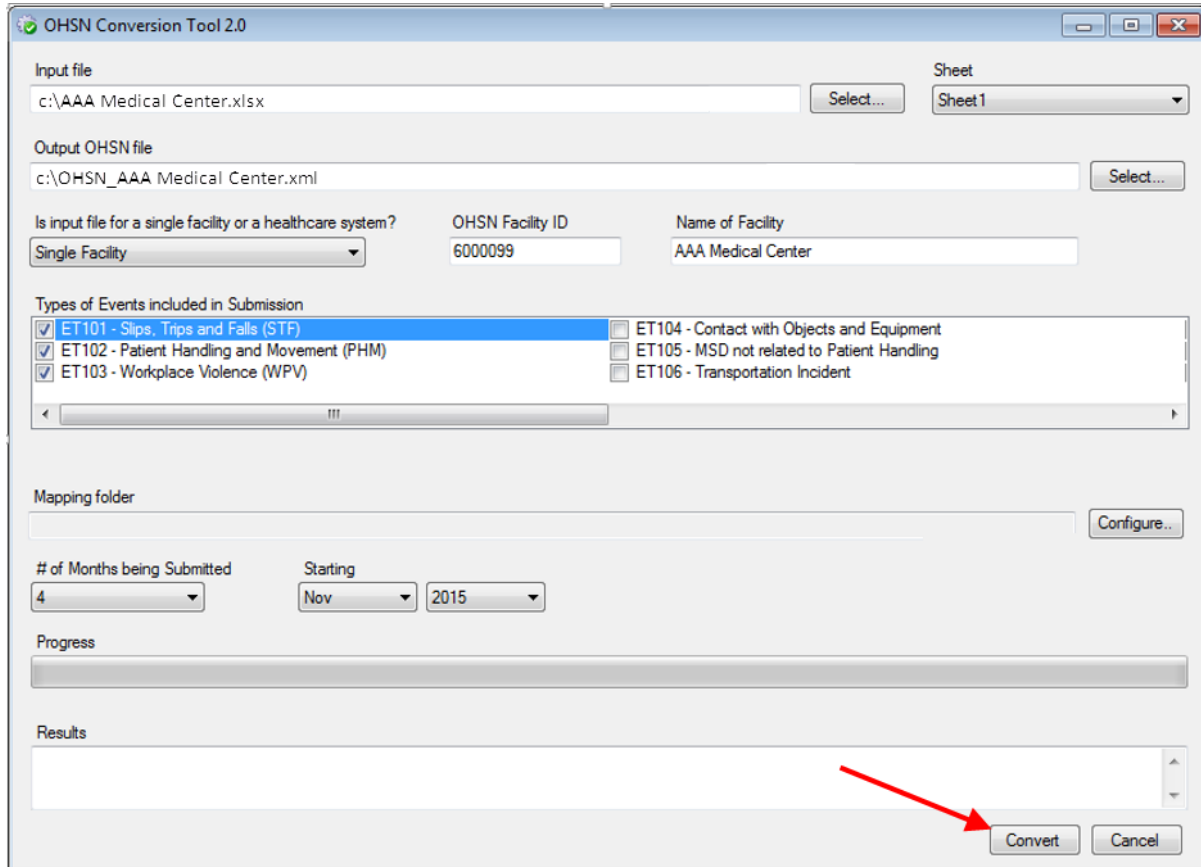 OHSN Conversion Tool 2.0
Input file
Sheet
c:\AAA Medical Center.xlsx
Select...
Sheet1
Output OHSN file
c:\OHSN_AAA Medical Center.xml
Select...
Is input file for a single facility or a healthcare system?
OHSN Facility ID
Name of Facility
Single Facility
6000099
AAA Medical Center
Types of Events included in Submission
ET101 - Slips, Trips and Falls (STF)
ET104 - Contact with Objects and Equipment
ET102 - Patient Handling and Movement (PHM)
ET105 - MSD not related to Patient Handling
ET103 - Workplace Violence (WPV)
ET106 - Transportation Incident
Mapping folder
Configure..
# of Months being Submitted
Starting
4
Nov
2015
Progress
Results
Convert
Cancel